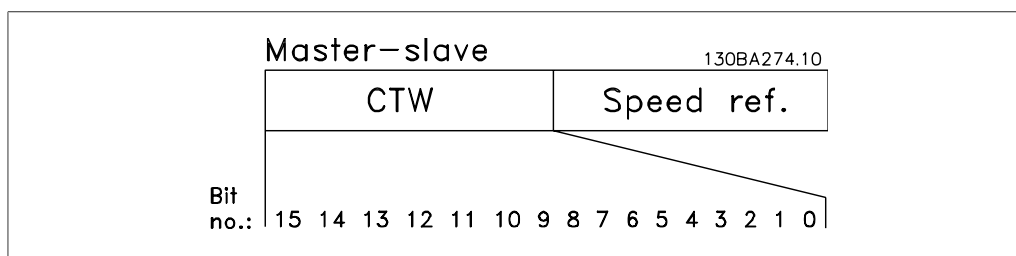 Master-slave
130BA274.10
CTW Speed ref.
Bit
no.: 15 14 13 12 11 10 9 8 7 6 5 4 3 2 1 0